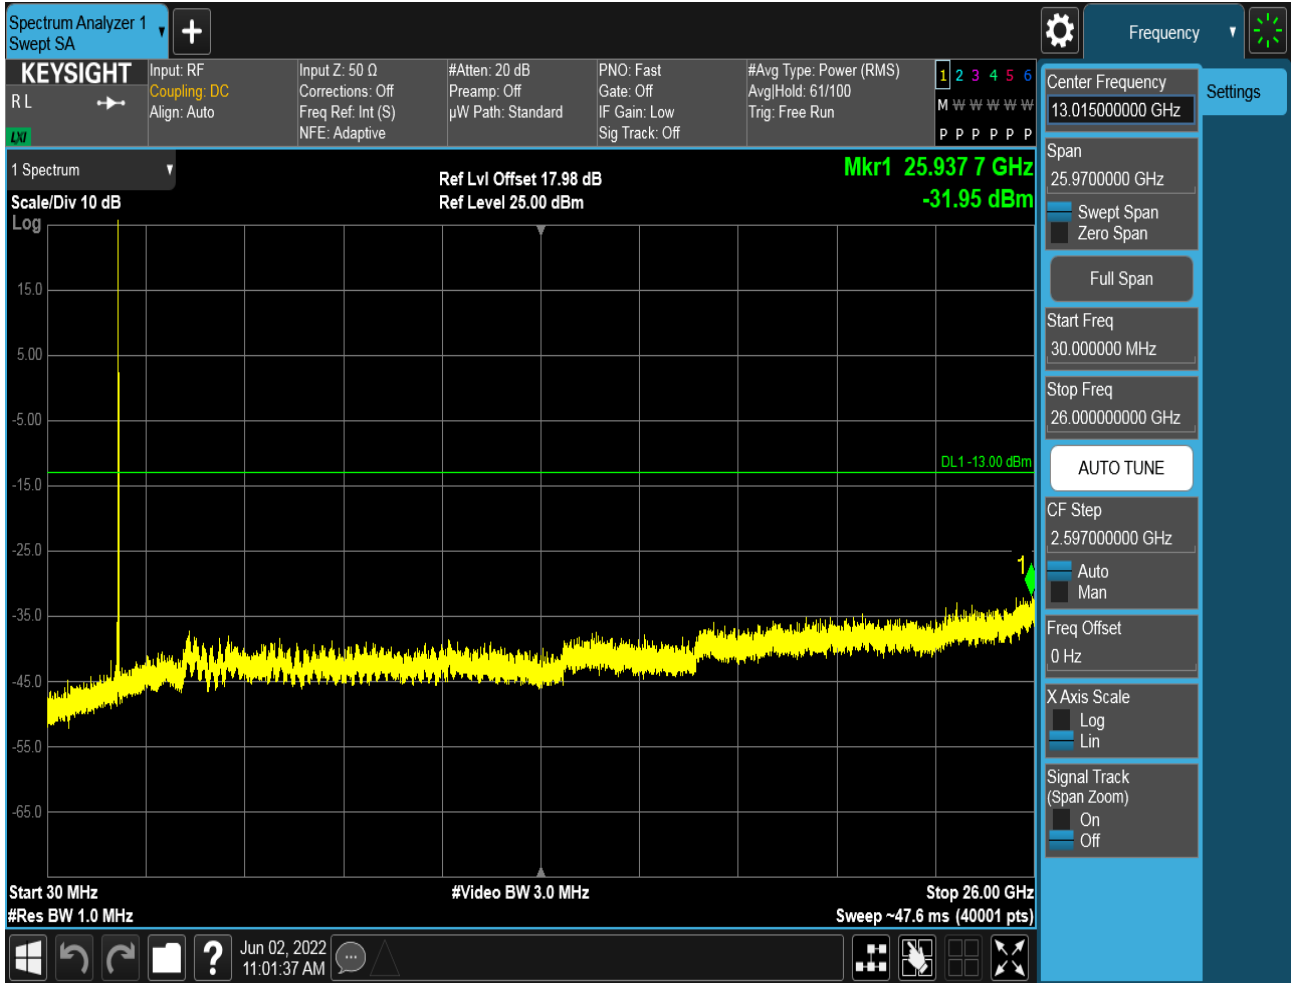 Spectrum Analyzer 1
Swept SA
Frequency
KEYSIGHT
R L
LXI
Input: RF
Coupling: DC
Align: Auto
Input Z: 50 Ω
Corrections: Off
Freq Ref: Int (S)
NFE: Adaptive
#Atten: 20 dB
Preamp: Off
µW Path: Standard
PNO: Fast
Gate: Off
IF Gain: Low
Sig Track: Off
#Avg Type: Power (RMS)
Avg|Hold: 61/100
Trig: Free Run
1 2 3 4 5 6
M W W W W W
P P P P P P
1 Spectrum
Scale/Div 10 dB
Log
Ref Lvl Offset 17.98 dB
Ref Level 25.00 dBm
Mkr1 25.937 7 GHz
-31.95 dBm
15.0
5.00
-5.00
-15.0
-25.0
-35.0
-45.0
-55.0
-65.0
DL1 -13.00 dBm
1
Start 30 MHz
#Res BW 1.0 MHz
#Video BW 3.0 MHz
Stop 26.00 GHz
Sweep ~47.6 ms (40001 pts)
Center Frequency
13.015000000 GHz
Span
25.9700000 GHz
Swept Span
Zero Span
Full Span
Start Freq
30.000000 MHz
Stop Freq
26.000000000 GHz
AUTO TUNE
CF Step
2.597000000 GHz
Auto
Man
Freq Offset
0 Hz
X Axis Scale
Log
Lin
Signal Track
(Span Zoom)
On
Off
Settings
?
Jun 02, 2022
11:01:37 AM